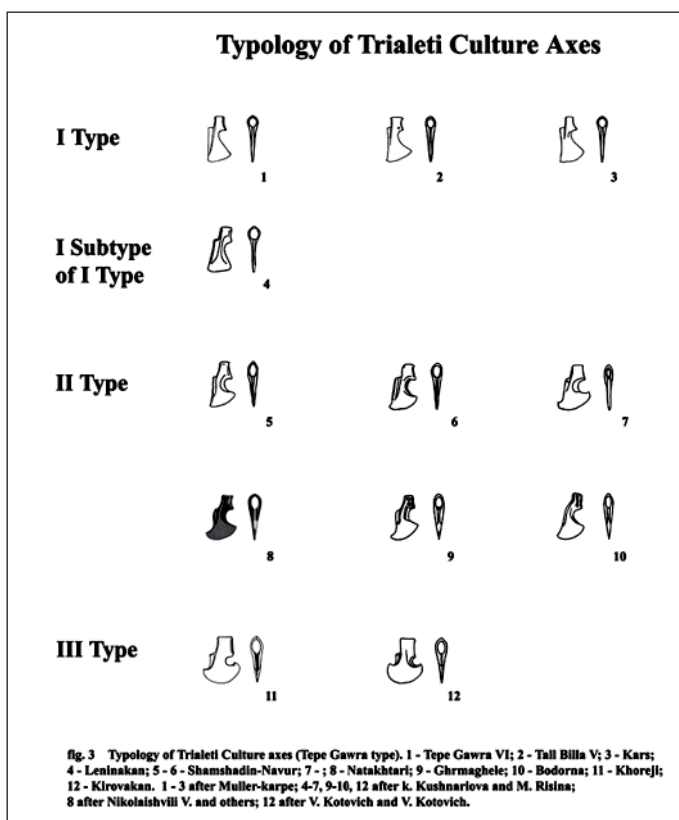 Typology of Trialeti Culture Axes
I Type
1
2
3
I Subtype
of I Type
4
II Type
5
6
7
8
9
10
III Type
11
12
fig. 3 Typology of Trialeti Culture axes (Tepe Gawra type). 1 - Tepe Gawra VI; 2 - Tall Billa V; 3 - Kars;
4 - Leninakan; 5 - 6 - Shamshadin-Navur; 7 - ; 8 - Natakhtari; 9 - Ghrmaghele; 10 - Bodorna; 11 - Khoreji;
12 - Kirovakan. 1 - 3 after Muller-karpe; 4-7, 9-10, 12 after k. Kushnariova and M. Risina;
8 after Nikolaishvili V. and others; 12 after V. Kotovich and V. Kotovich.